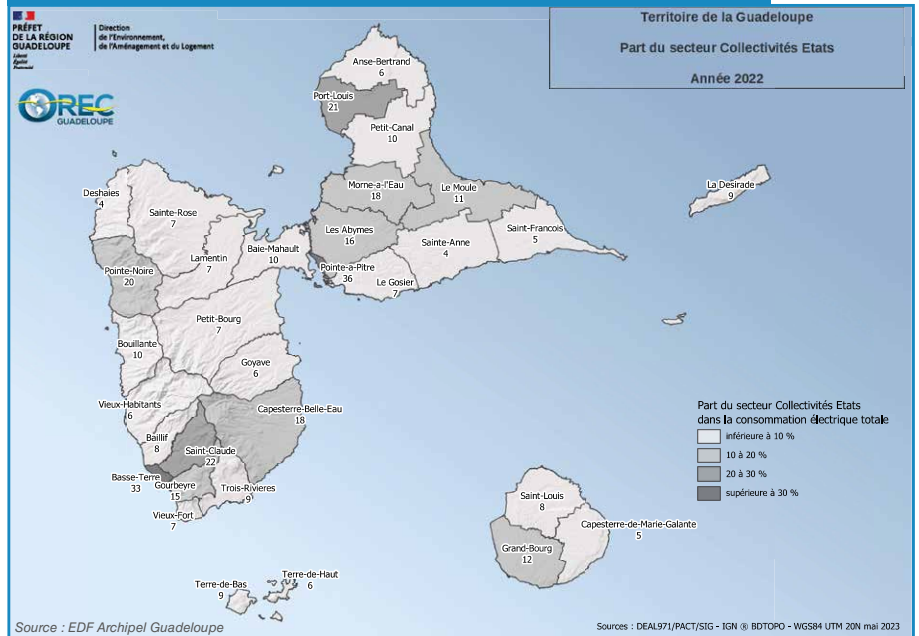 PRÉFET
DE LA RÉGION
GUADELOUPE
Liberté
Égalité
Fraternité
Direction
de l'Environnement,
de l'Aménagement et du Logement
OREC
GUADELOUPE
Territoire de la Guadeloupe
Part du secteur Collectivités Etats
Année 2022
Anse-Bertrand
6
Port-Louis
21
Petit-Canal
10
Morne-a-l'Eau
18
Le Moule
11
La Desirade
9
Deshaies
4
Sainte-Rose
7
Les Abymes
16
Saint-Francois
5
Sainte-Anne
4
Baie-Mahault
10
Lamentin
7
Pointe-a-Pitre
36
Pointe-Noire
20
Le Gosier
7
Petit-Bourg
7
Bouillante
10
Goyave
6
Vieux-Habitants
6
Capesterre-Belle-Eau
18
Baillif
8
Saint-Claude
22
Basse-Terre
33
Gourbeyre
15
Trois-Rivieres
9
Vieux-Fort
7
Part du secteur Collectivités Etats
dans la consommation électrique totale
inférieure à 10 %
10 à 20 %
20 à 30 %
supérieure à 30 %
Saint-Louis
8
Capesterre-de-Marie-Galante
5
Grand-Bourg
12
Terre-de-Haut
6
Terre-de-Bas
9
Source : EDF Archipel Guadeloupe
Sources : DEAL971/PACT/SIG - IGN ® BDTOPO - WGS84 UTM 20N mai 2023